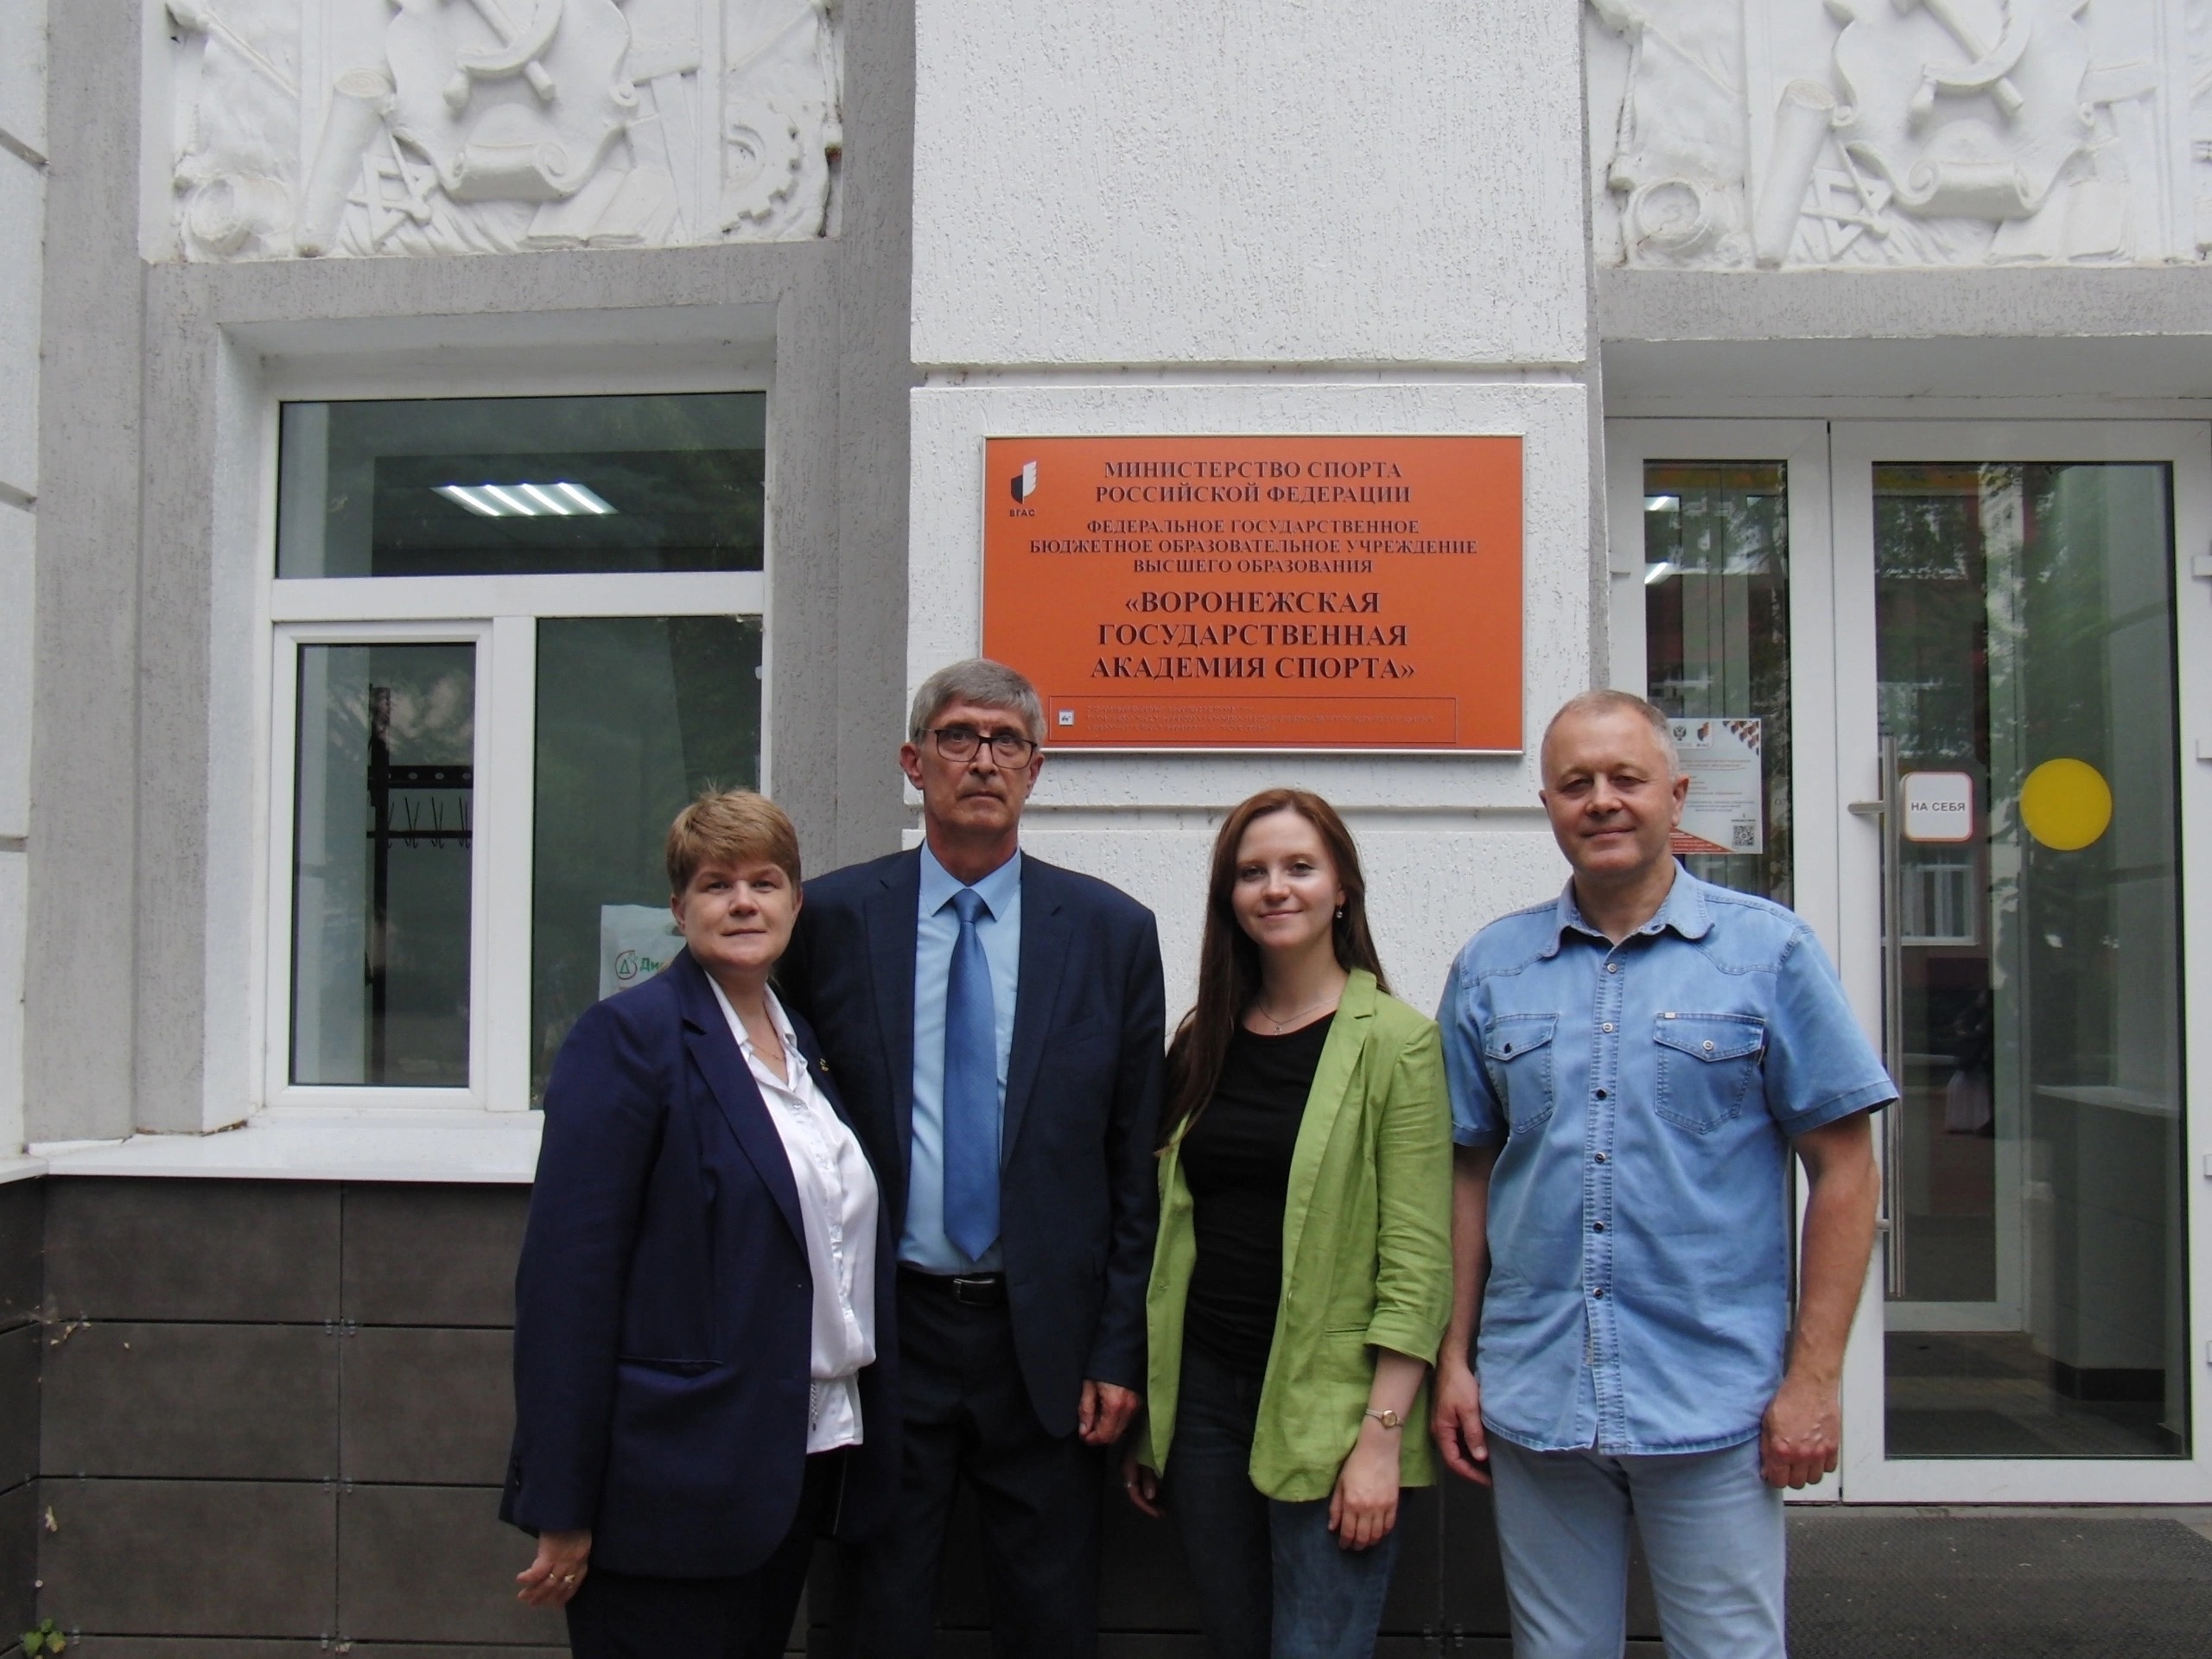 МИНИСТЕРСТВО СПОРТА
РОССИЙСКОЙ ФЕДЕРАЦИИ
ВГАС
ФЕДЕРАЛЬНОЕ ГОСУДАРСТВЕННОЕ
БЮДЖЕТНОЕ ОБРАЗОВАТЕЛЬНОЕ УЧРЕЖДЕНИЕ
ВЫСШЕГО ОБРАЗОВАНИЯ
«ВОРОНЕЖСКАЯ
ГОСУДАРСТВЕННАЯ
АКАДЕМИЯ СПОРТА»
НА СЕБЯ